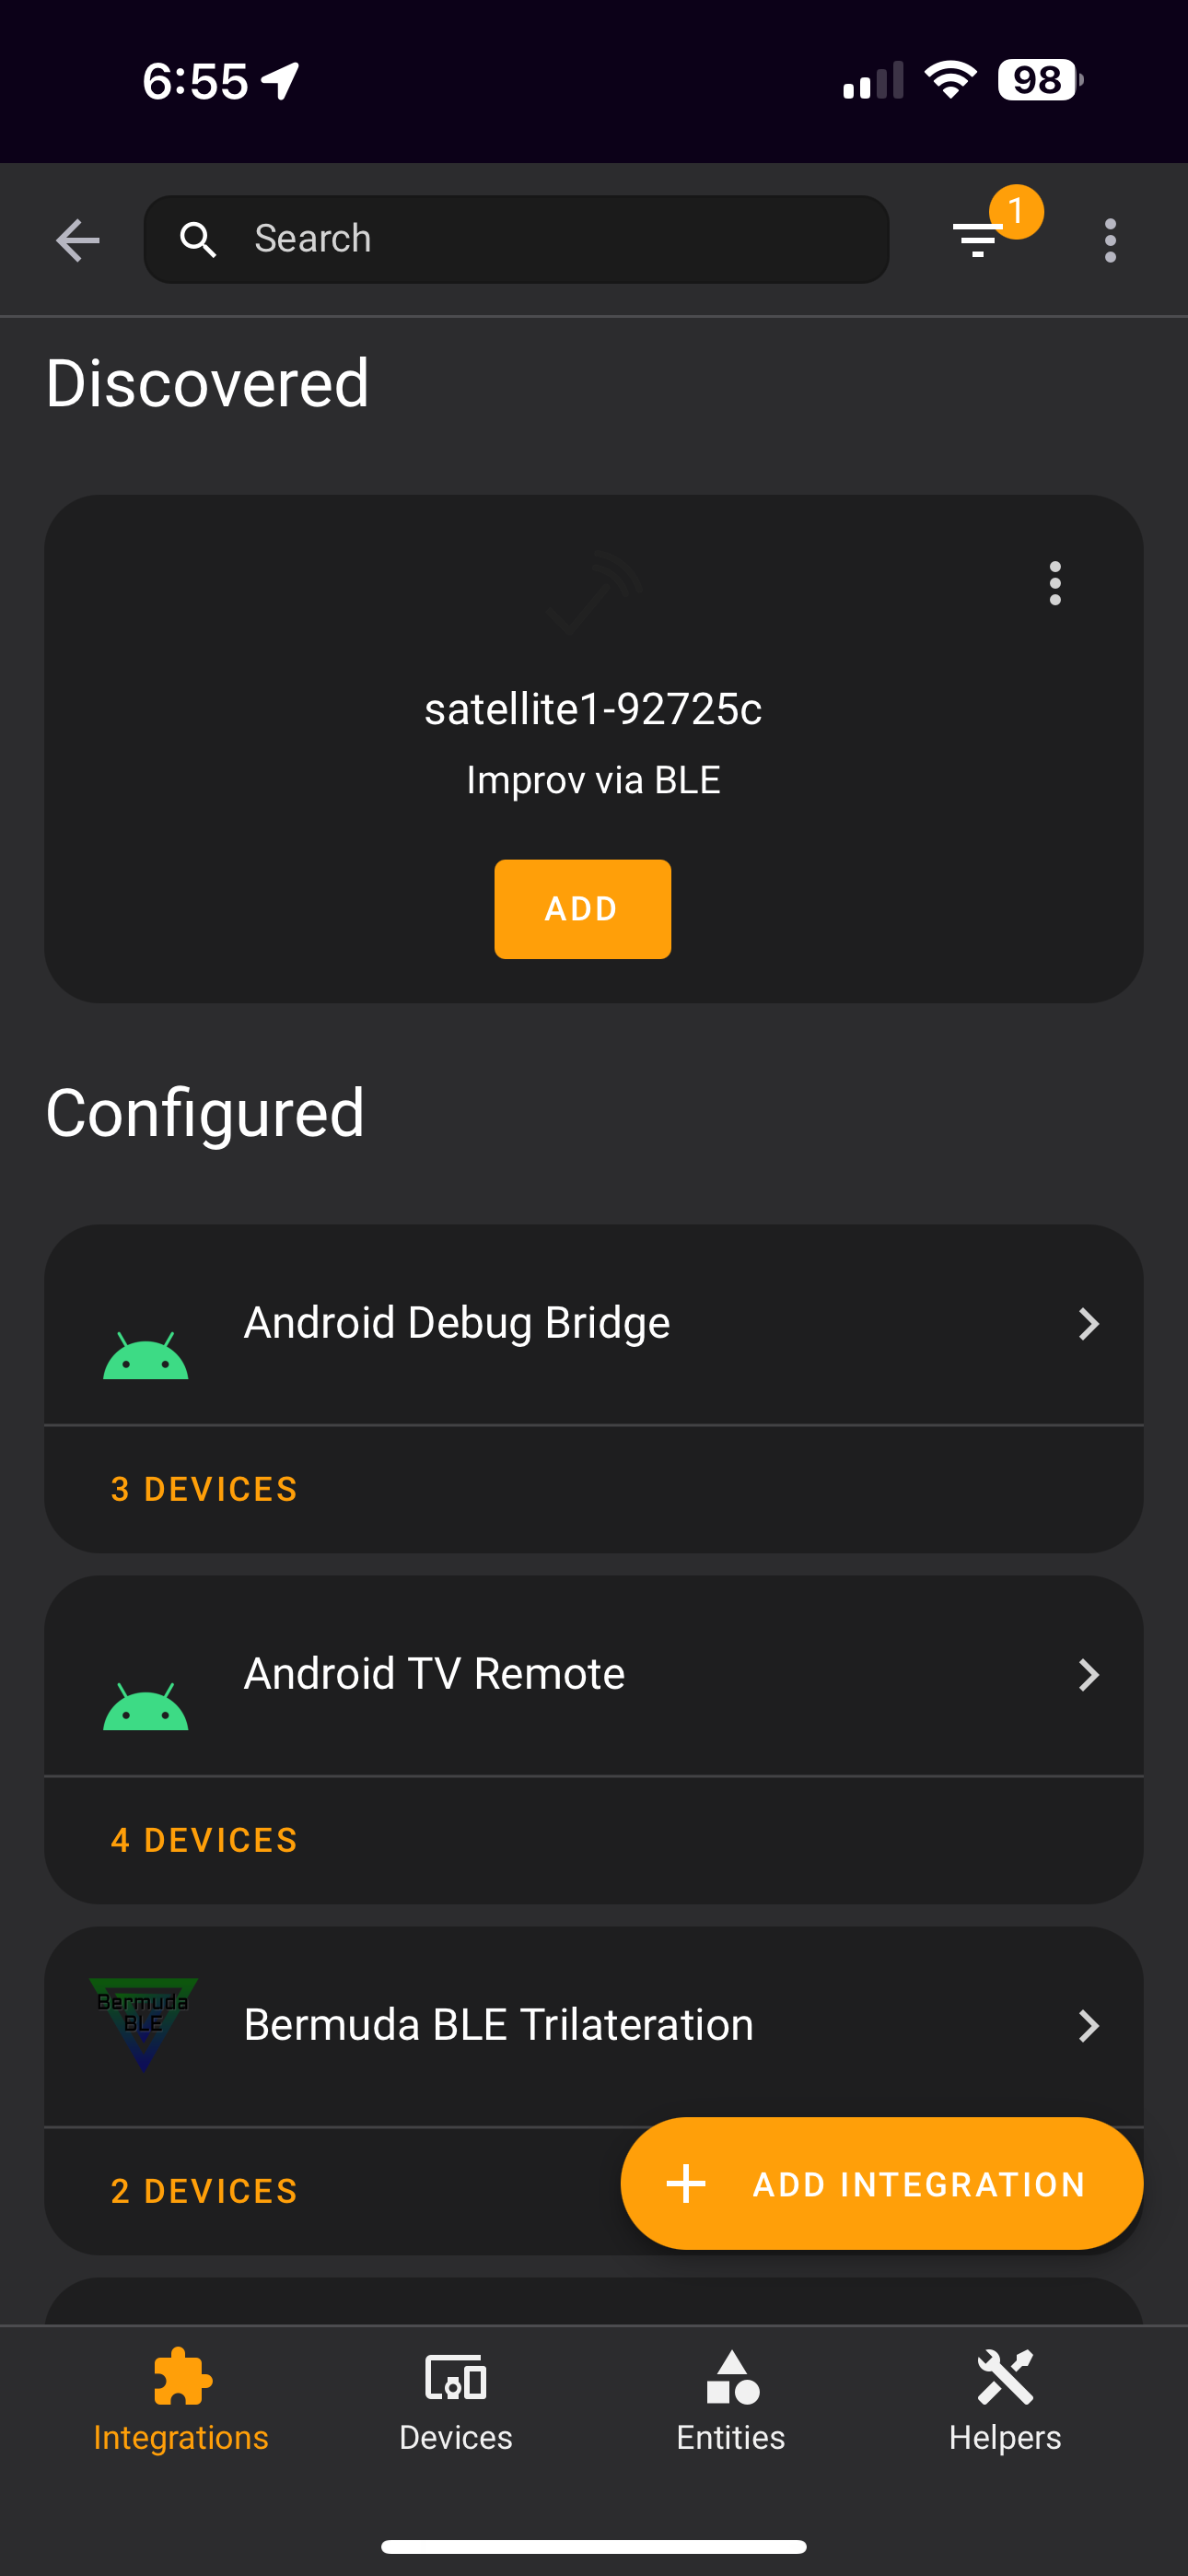 6:55
98
Search
1
Discovered
satellite1-92725c
Improv via BLE
ADD
Configured
Android Debug Bridge
3 DEVICES
Android TV Remote
4 DEVICES
Bermuda
BLE
Bermuda BLE Trilateration
2 DEVICES
ADD INTEGRATION
Integrations
Devices
Entities
Helpers